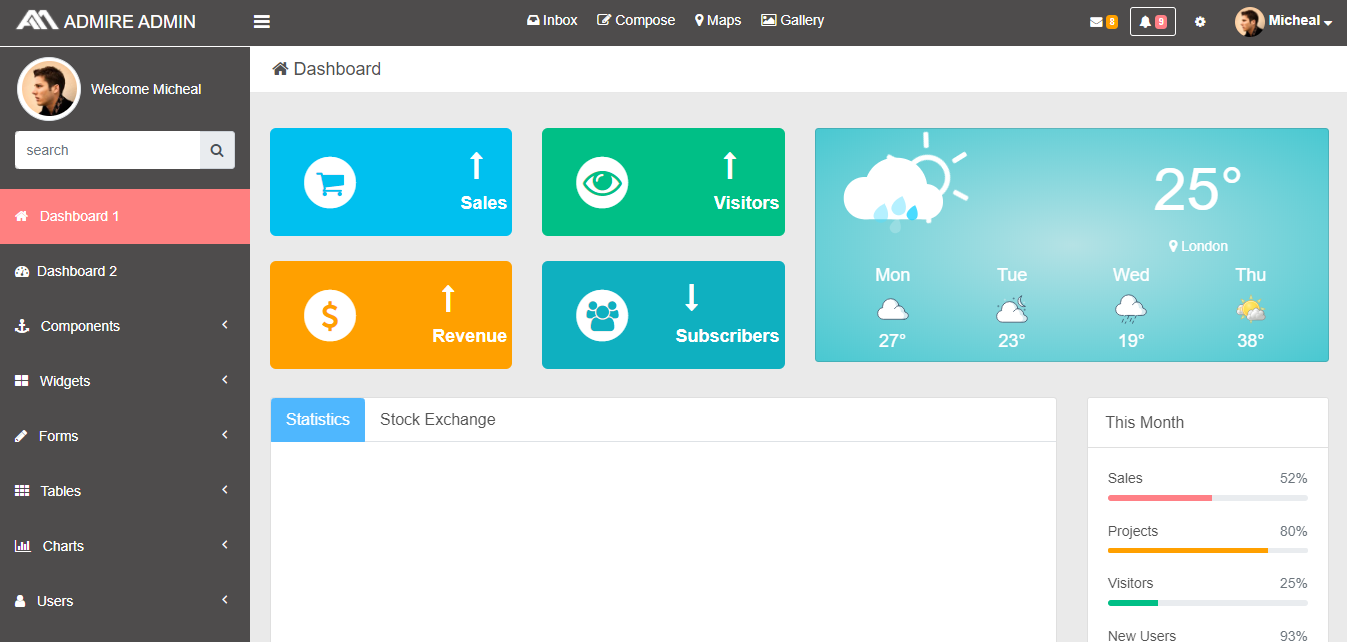 ADMIRE ADMIN
Inbox Compose Maps Gallery
8 9 Micheal
Welcome Micheal
search
Dashboard 1
Dashboard 2
Components
Widgets
Forms
Tables
Charts
Users
Dashboard
Sales
Visitors
Revenue
Subscribers
25°
London
Mon Tue Wed Thu
27° 23° 19° 38°
Statistics Stock Exchange
This Month
Sales 52%
Projects 80%
Visitors 25%
New Users 93%